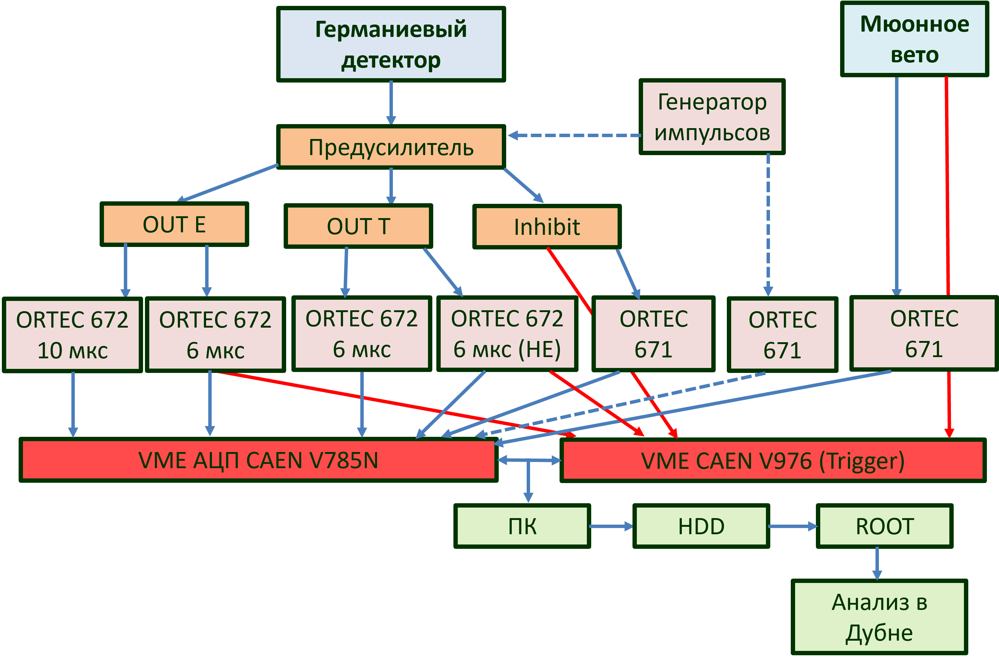 Германиевый
детектор
Мюонное
вето
Генератор
импульсов
Предусилитель
OUT E
OUT T
Inhibit
ORTEC 672
10 мкс
ORTEC 672
6 мкс
ORTEC 672
6 мкс
ORTEC 672
6 мкс (HE)
ORTEC
671
ORTEC
671
ORTEC
671
VME АЦП CAEN V785N
VME CAEN V976 (Trigger)
ПК
HDD
ROOT
Анализ в
Дубне